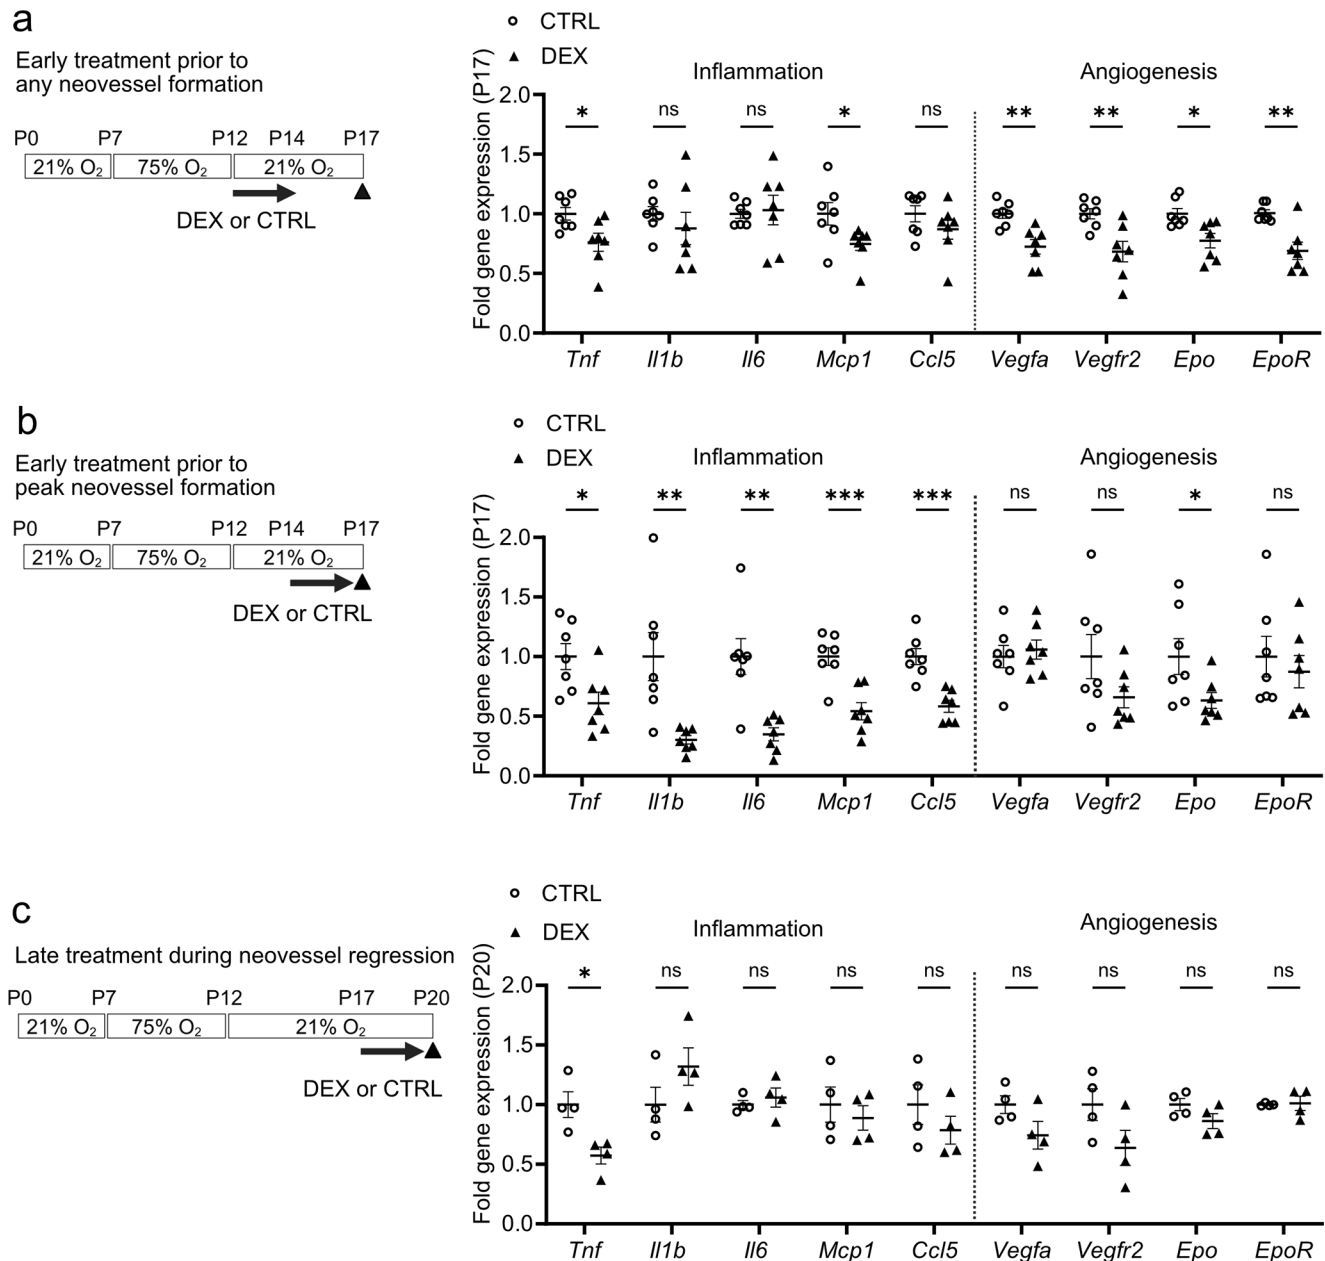 a
Early treatment prior to
any neovessel formation
P0 P7 P12 P14 P17
21% O₂ 75% O₂ 21% O₂
DEX or CTRL
CTRL
DEX
Inflammation Angiogenesis
Fold gene expression (P17)
* ns ns * ns ** ** * **
2.0
1.5
1.0
0.5
0.0
Tnf Il1b Il6 Mcp1 Ccl5 Vegfa Vegfr2 Epo EpoR
b
Early treatment prior to
peak neovessel formation
P0 P7 P12 P14 P17
21% O₂ 75% O₂ 21% O₂
DEX or CTRL
CTRL
DEX
Inflammation Angiogenesis
Fold gene expression (P17)
* ** ** *** *** ns ns * ns
2.0
1.5
1.0
0.5
0.0
Tnf Il1b Il6 Mcp1 Ccl5 Vegfa Vegfr2 Epo EpoR
c
Late treatment during neovessel regression
P0 P7 P12 P17 P20
21% O₂ 75% O₂ 21% O₂
DEX or CTRL
CTRL
DEX
Inflammation Angiogenesis
Fold gene expression (P20)
* ns ns ns ns ns ns ns ns
2.0
1.5
1.0
0.5
0.0
Tnf Il1b Il6 Mcp1 Ccl5 Vegfa Vegfr2 Epo EpoR